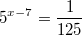 5^{x-7} = \frac{1}{125}